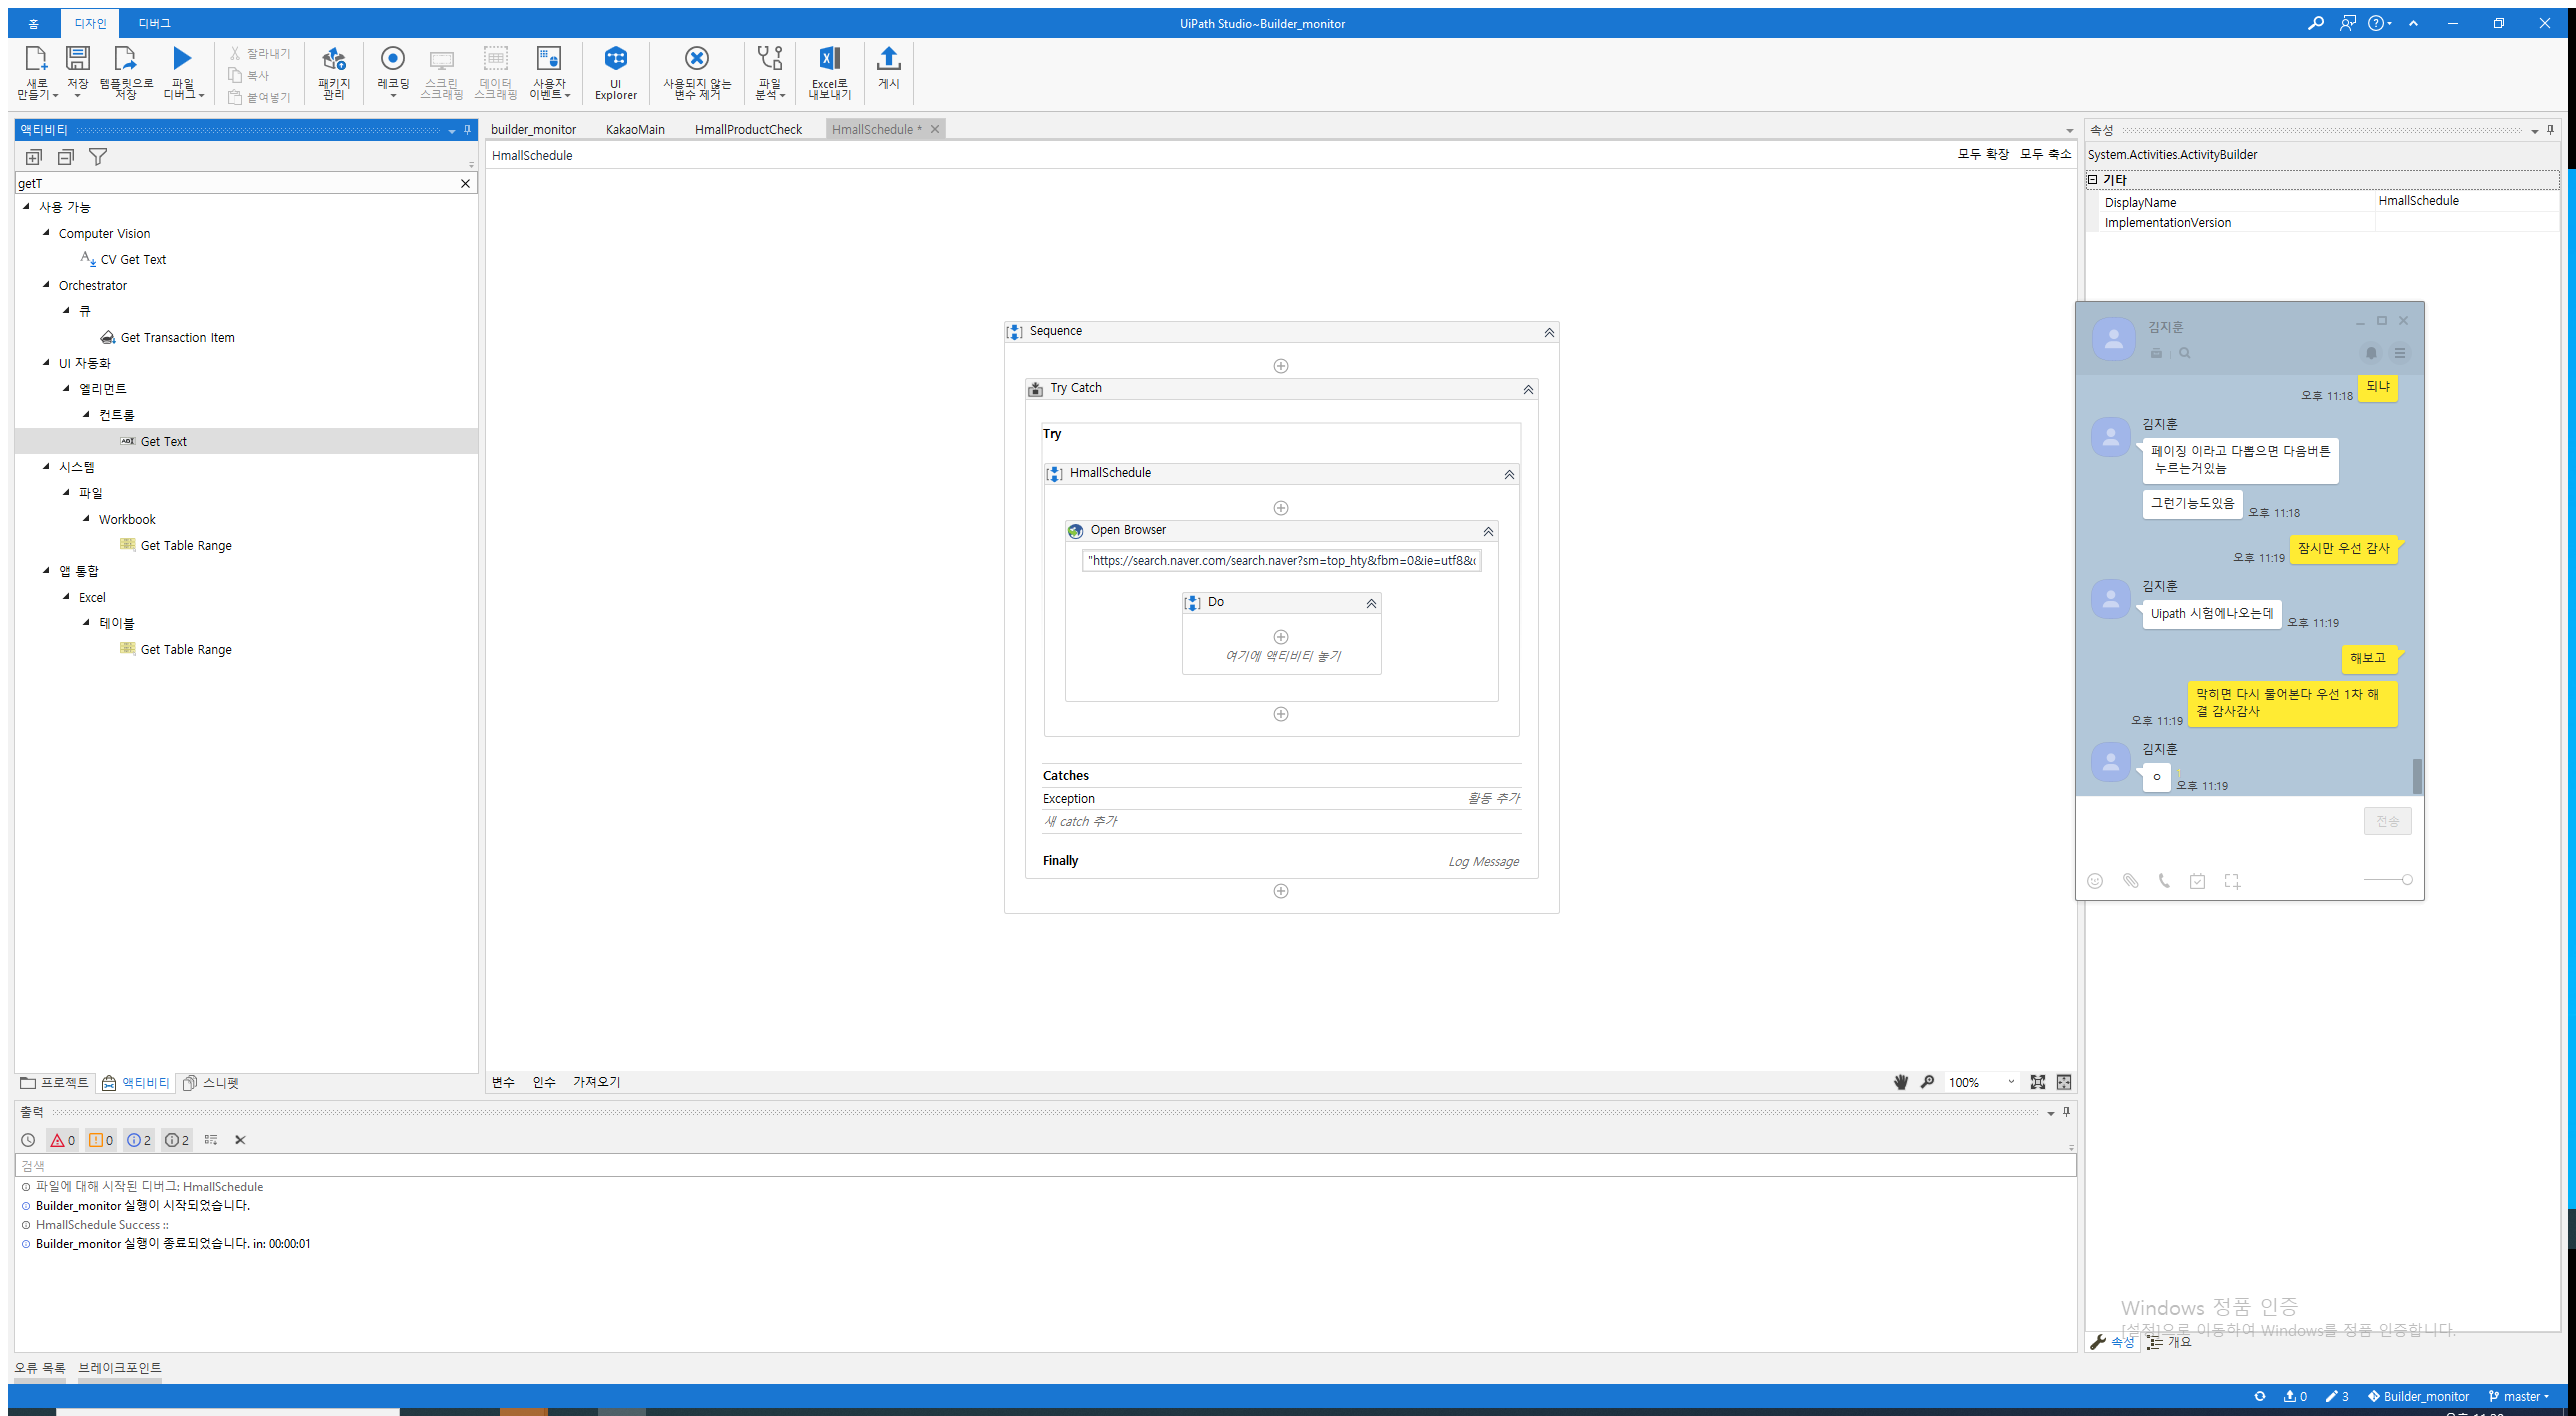 홈 디자인 디버그
UiPath Studio~Builder_monitor
새로 만들기
저장
템플릿으로 저장
파일 디버그
잘라내기
복사
붙여넣기
패키지 관리
레코딩
스크린 스크래핑
데이터 스크래핑
사용자 이벤트
UI Explorer
사용되지 않는 변수 제거
파일 분석
Excel로 내보내기
게시
액티비티
getT
사용 가능
Computer Vision
CV Get Text
Orchestrator
큐
Get Transaction Item
UI 자동화
엘리먼트
컨트롤
Get Text
시스템
파일
Workbook
Get Table Range
앱 통합
Excel
테이블
Get Table Range
프로젝트 액티비티 스니펫
builder_monitor KakaoMain HmallProductCheck HmallSchedule *
HmallSchedule
모두 확장 모두 축소
Sequence
Try Catch
Try
HmallSchedule
Open Browser
"https://search.naver.com/search.naver?sm=top_hty&fbm=0&ie=utf8&
Do
여기에 액티비티 놓기
Catches
Exception 활동 추가
새 catch 추가
Finally Log Message
변수 인수 가져오기
100%
속성
System.Activities.ActivityBuilder
기타
DisplayName HmallSchedule
ImplementationVersion
김지훈
되냐
오후 11:18
김지훈
페이징 이라고 다뽑으면 다음버튼
누르는거있늠
그런기능도있음
오후 11:18
잠시만 우선 감사
오후 11:19
김지훈
Uipath 시험에나오는데
오후 11:19
해보고
막히면 다시 물어본다 우선 1차 해
결 감사감사
오후 11:19
김지훈
ㅇ
1
오후 11:19
전송
출력
0 0 2 2
검색
파일에 대해 시작된 디버그: HmallSchedule
Builder_monitor 실행이 시작되었습니다.
HmallSchedule Success ::
Builder_monitor 실행이 종료되었습니다. in: 00:00:01
Windows 정품 인증
[설정]으로 이동하여 Windows를 정품 인증합니다.
속성 개요
오류 목록 브레이크포인트
0 3 Builder_monitor master